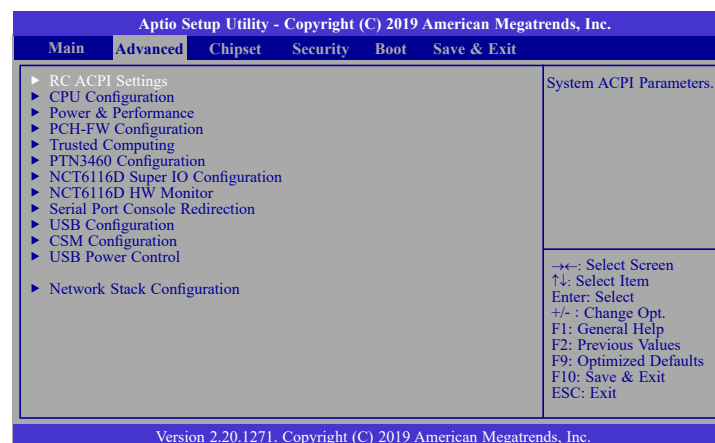 Aptio Setup Utility - Copyright (C) 2019 American Megatrends, Inc.
Main Advanced Chipset Security Boot Save & Exit
► RC ACPI Settings
► CPU Configuration
► Power & Performance
► PCH-FW Configuration
► Trusted Computing
► PTN3460 Configuration
► NCT6116D Super IO Configuration
► NCT6116D HW Monitor
► Serial Port Console Redirection
► USB Configuration
► CSM Configuration
► USB Power Control
► Network Stack Configuration
System ACPI Parameters.
→←: Select Screen
↑↓: Select Item
Enter: Select
+/- : Change Opt.
F1: General Help
F2: Previous Values
F9: Optimized Defaults
F10: Save & Exit
ESC: Exit
Version 2.20.1271. Copyright (C) 2019 American Megatrends, Inc.